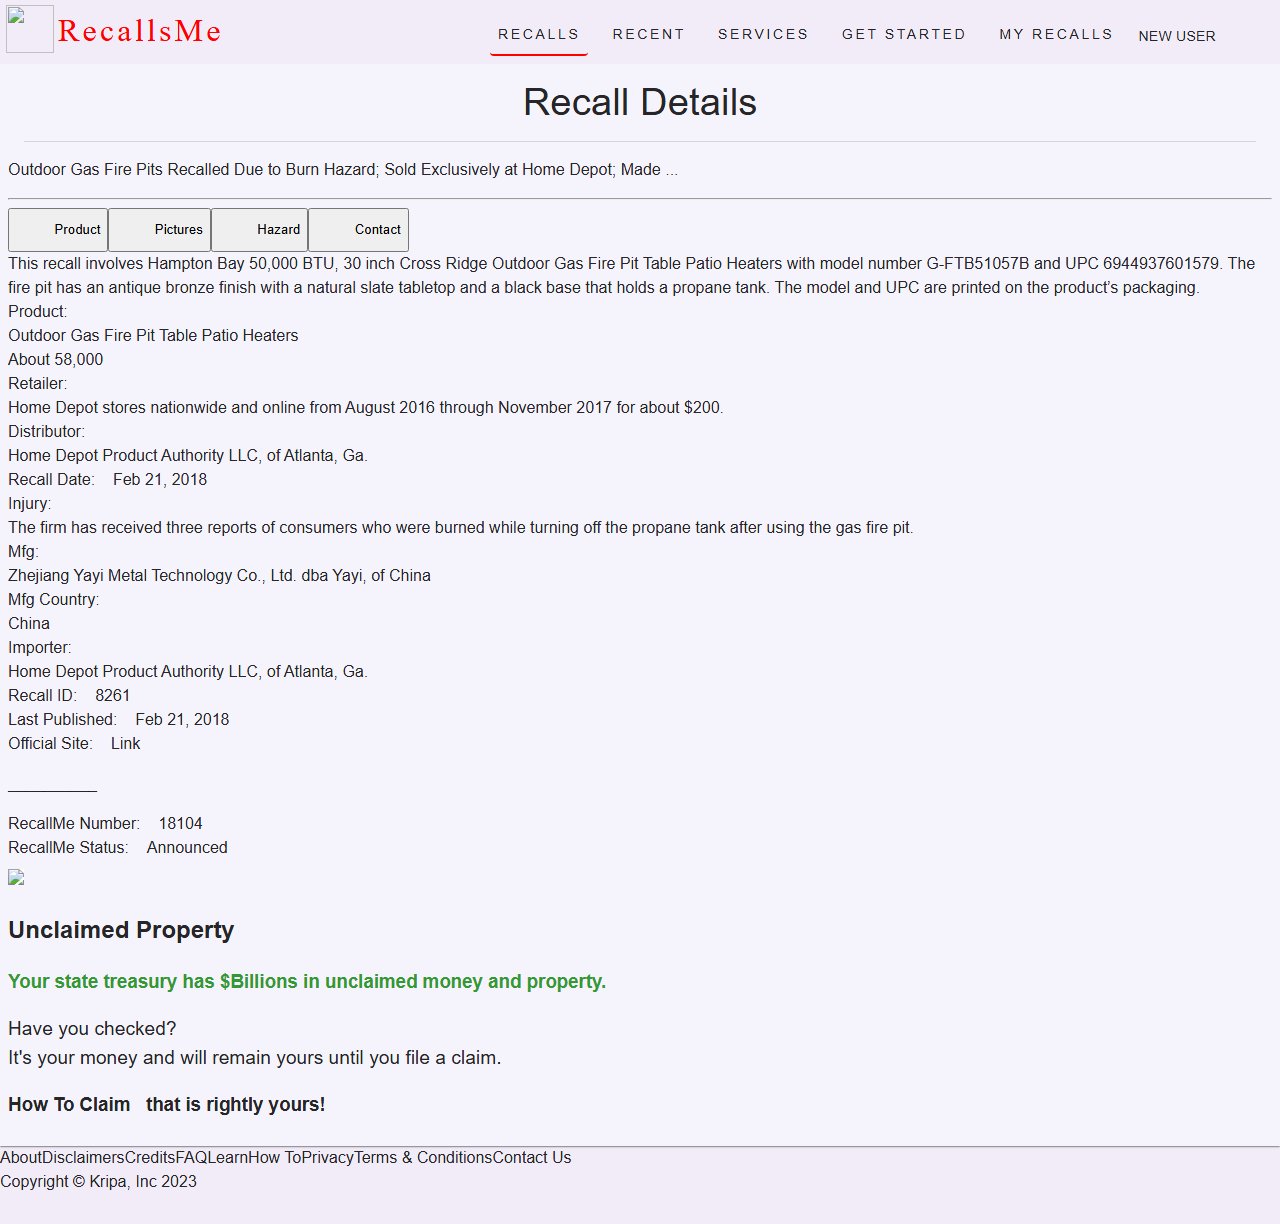 RecallsMe
RECALLS RECENT SERVICES GET STARTED MY RECALLS NEW USER
Recall Details
Outdoor Gas Fire Pits Recalled Due to Burn Hazard; Sold Exclusively at Home Depot; Made ...
Product Pictures Hazard Contact
This recall involves Hampton Bay 50,000 BTU, 30 inch Cross Ridge Outdoor Gas Fire Pit Table Patio Heaters with model number G-FTB51057B and UPC 6944937601579. The
fire pit has an antique bronze finish with a natural slate tabletop and a black base that holds a propane tank. The model and UPC are printed on the product’s packaging.
Product:
Outdoor Gas Fire Pit Table Patio Heaters
About 58,000
Retailer:
Home Depot stores nationwide and online from August 2016 through November 2017 for about $200.
Distributor:
Home Depot Product Authority LLC, of Atlanta, Ga.
Recall Date: Feb 21, 2018
Injury:
The firm has received three reports of consumers who were burned while turning off the propane tank after using the gas fire pit.
Mfg:
Zhejiang Yayi Metal Technology Co., Ltd. dba Yayi, of China
Mfg Country:
China
Importer:
Home Depot Product Authority LLC, of Atlanta, Ga.
Recall ID: 8261
Last Published: Feb 21, 2018
Official Site: Link
__________
RecallMe Number: 18104
RecallMe Status: Announced
Unclaimed Property
Your state treasury has $Billions in unclaimed money and property.
Have you checked?
It's your money and will remain yours until you file a claim.
How To Claim that is rightly yours!
AboutDisclaimersCreditsFAQLearnHow ToPrivacyTerms & ConditionsContact Us
Copyright © Kripa, Inc 2023